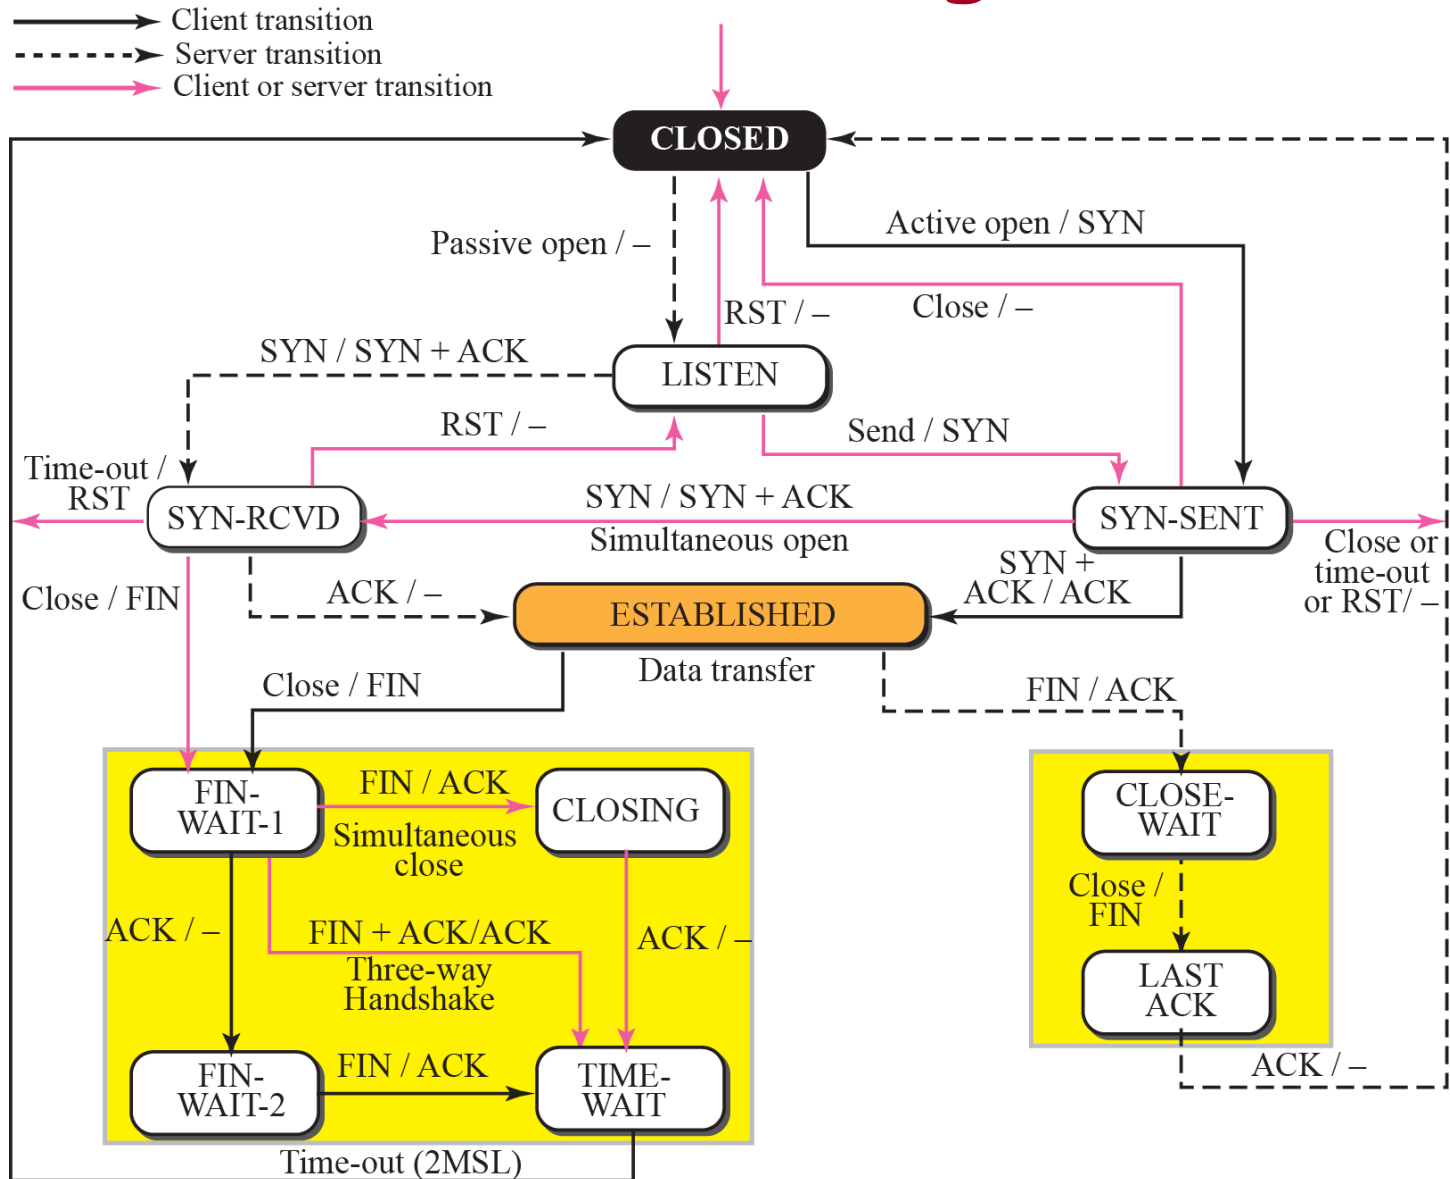 Client transition
Server transition
Client or server transition
CLOSED
Active open / SYN
Passive open / –
RST / –
Close / –
SYN / SYN + ACK
LISTEN
RST / –
Send / SYN
Time-out /
RST
SYN-RCVD
SYN / SYN + ACK
Simultaneous open
SYN-SENT
Close or
time-out
or RST/ –
Close / FIN
ACK / –
SYN +
ACK / ACK
ESTABLISHED
Data transfer
Close / FIN
FIN / ACK
FIN-
WAIT-1
FIN / ACK
Simultaneous
close
CLOSING
CLOSE-
WAIT
Close /
FIN
ACK / –
FIN + ACK/ACK
Three-way
Handshake
ACK / –
LAST
ACK
FIN-
WAIT-2
FIN / ACK
TIME-
WAIT
ACK / –
Time-out (2MSL)